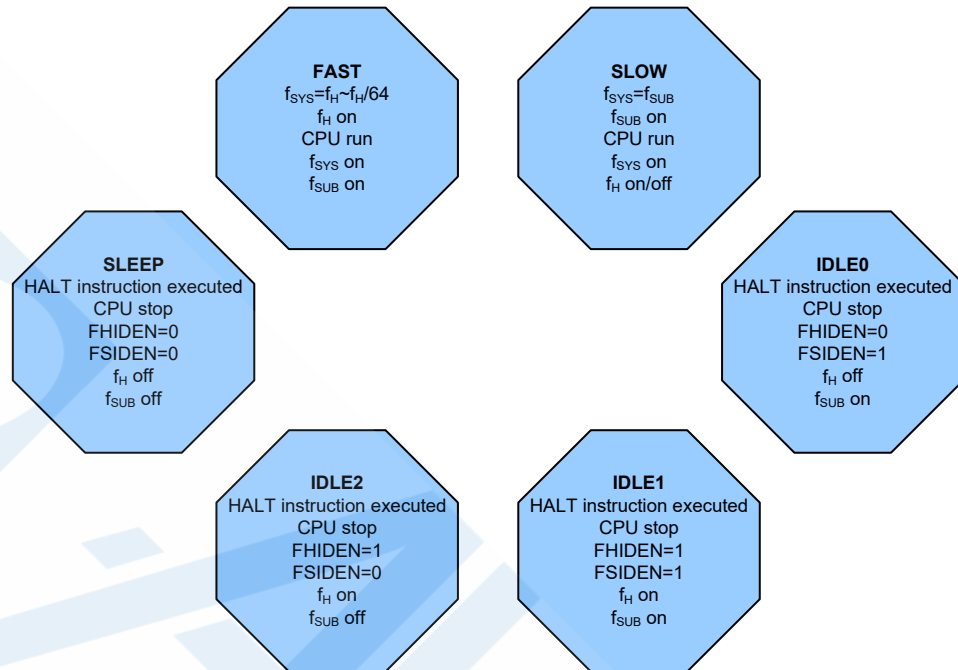 FAST
fSYS=fH~fH/64
fH on
CPU run
fSYS on
fSUB on
SLOW
fSYS=fSUB
fSUB on
CPU run
fSYS on
fH on/off
SLEEP
HALT instruction executed
CPU stop
FHIDEN=0
FSIDEN=0
fH off
fSUB off
IDLE0
HALT instruction executed
CPU stop
FHIDEN=0
FSIDEN=1
fH off
fSUB on
IDLE2
HALT instruction executed
CPU stop
FHIDEN=1
FSIDEN=0
fH on
fSUB off
IDLE1
HALT instruction executed
CPU stop
FHIDEN=1
FSIDEN=1
fH on
fSUB on